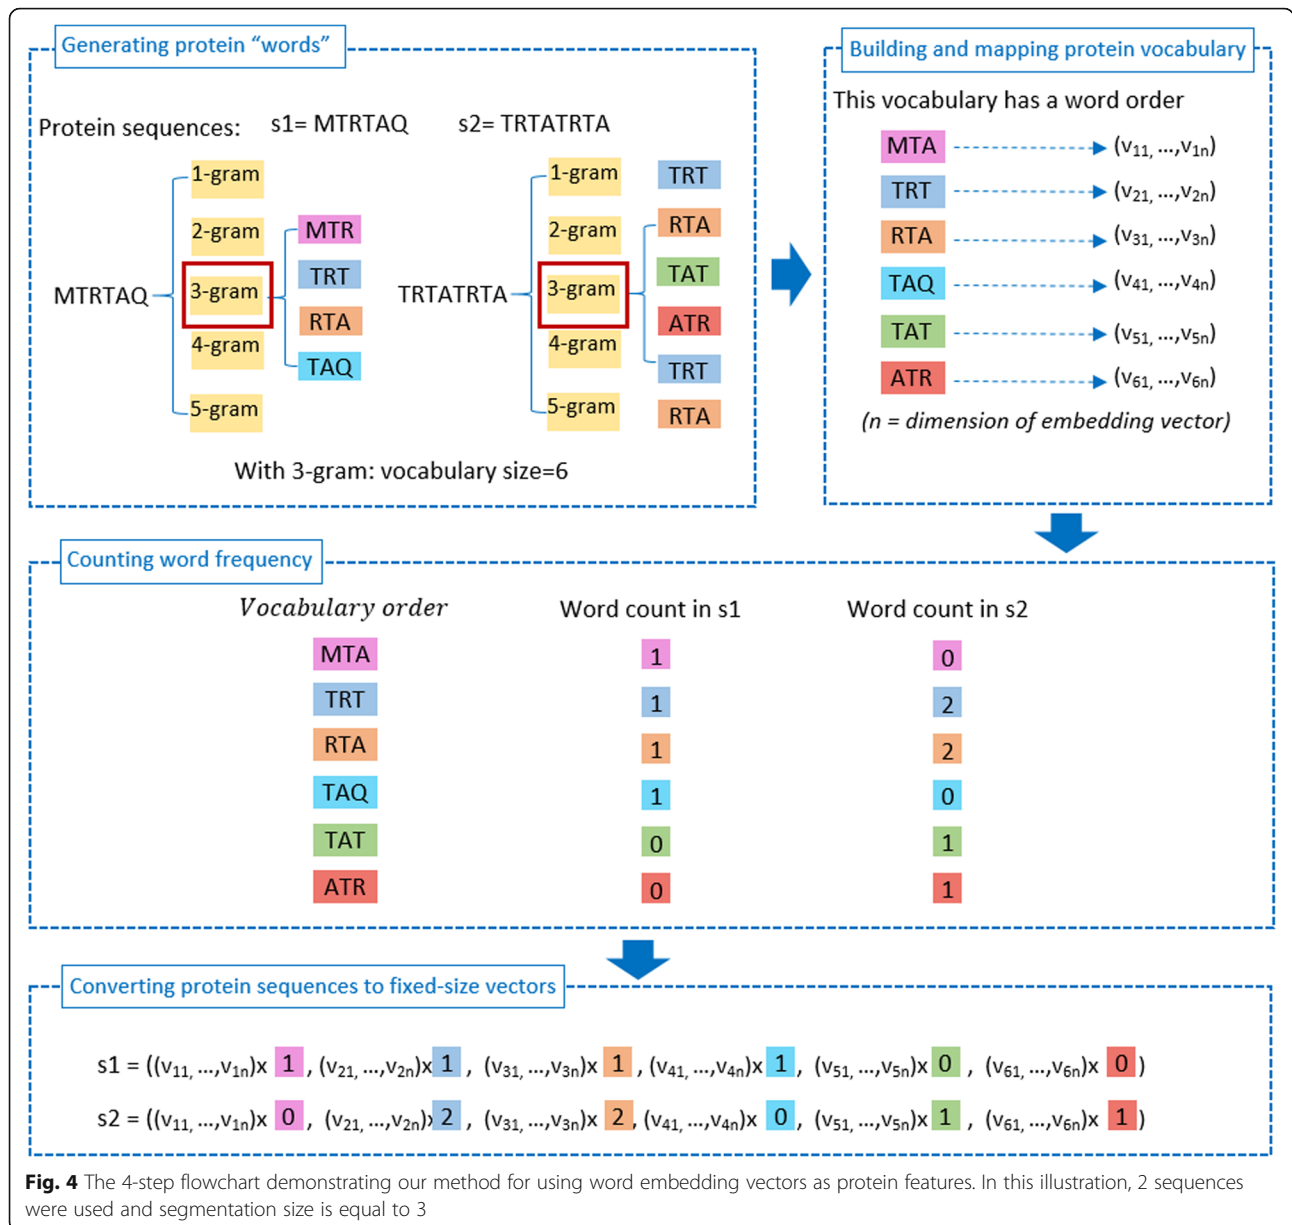 Generating protein “words”
Protein sequences: s1= MTRTAQ s2= TRTATRTA
MTRTAQ
1-gram
2-gram
3-gram
4-gram
5-gram
MTR
TRT
RTA
TAQ
TRTATRTA
1-gram
2-gram
3-gram
4-gram
5-gram
TRT
RTA
TAT
ATR
TRT
RTA
With 3-gram: vocabulary size=6
Building and mapping protein vocabulary
This vocabulary has a word order
MTA (v11, ...,v1n)
TRT (v21, ...,v2n)
RTA (v31, ...,v3n)
TAQ (v41, ...,v4n)
TAT (v51, ...,v5n)
ATR (v61, ...,v6n)
(n = dimension of embedding vector)
Counting word frequency
Vocabulary order Word count in s1 Word count in s2
MTA 1 0
TRT 1 2
RTA 1 2
TAQ 1 0
TAT 0 1
ATR 0 1
Converting protein sequences to fixed-size vectors
s1 = ((v11, ...,v1n)x 1 , (v21, ...,v2n)x 1 , (v31, ...,v3n)x 1 , (v41, ...,v4n)x 1 , (v51, ...,v5n)x 0 , (v61, ...,v6n)x 0 )
s2 = ((v11, ...,v1n)x 0 , (v21, ...,v2n)x 2 , (v31, ...,v3n)x 2 , (v41, ...,v4n)x 0 , (v51, ...,v5n)x 1 , (v61, ...,v6n)x 1 )
Fig. 4 The 4-step flowchart demonstrating our method for using word embedding vectors as protein features. In this illustration, 2 sequences
were used and segmentation size is equal to 3